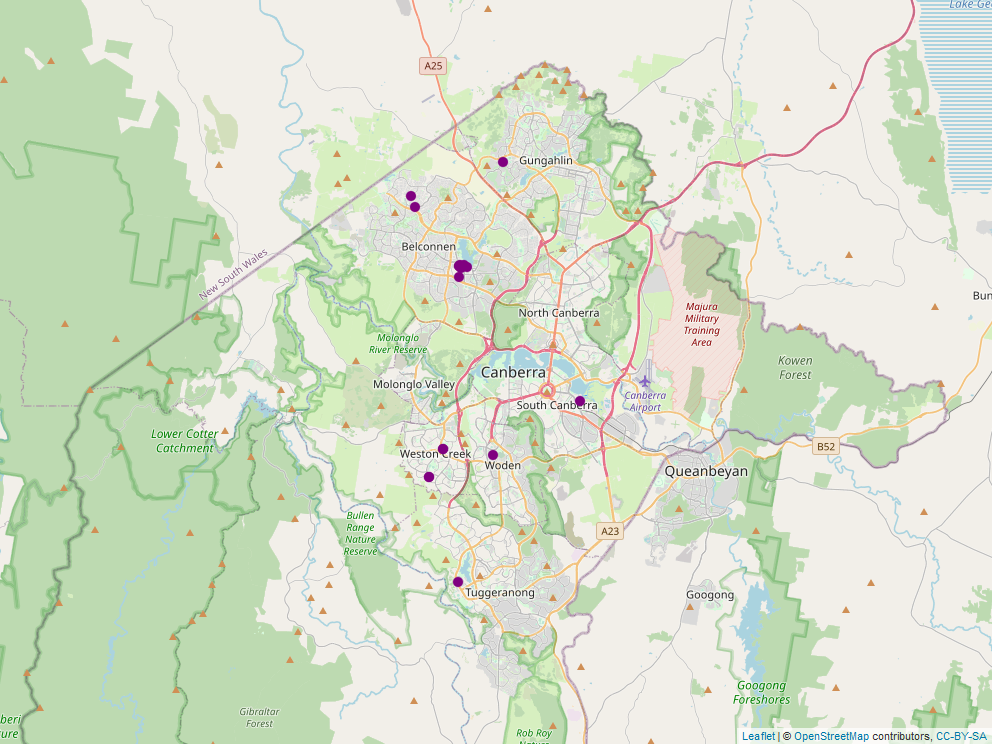 Lake Geo
A25
Gungahlin
Belconnen
New South Wales
North Canberra
Majura
Military
Training
Area
Bun
Molonglo
River Reserve
Kowen
Forest
Canberra
Molonglo Valley
South Canberra
Canberra
Airport
Lower Cotter
Catchment
Weston Creek
Woden
B52
Queanbeyan
Bullen
Range
Nature
Reserve
A23
Tuggeranong
Googong
Googong
Foreshores
Gibraltar
Forest
beri
ure
Rob Roy
Nature
Leaflet | © OpenStreetMap contributors, CC-BY-SA